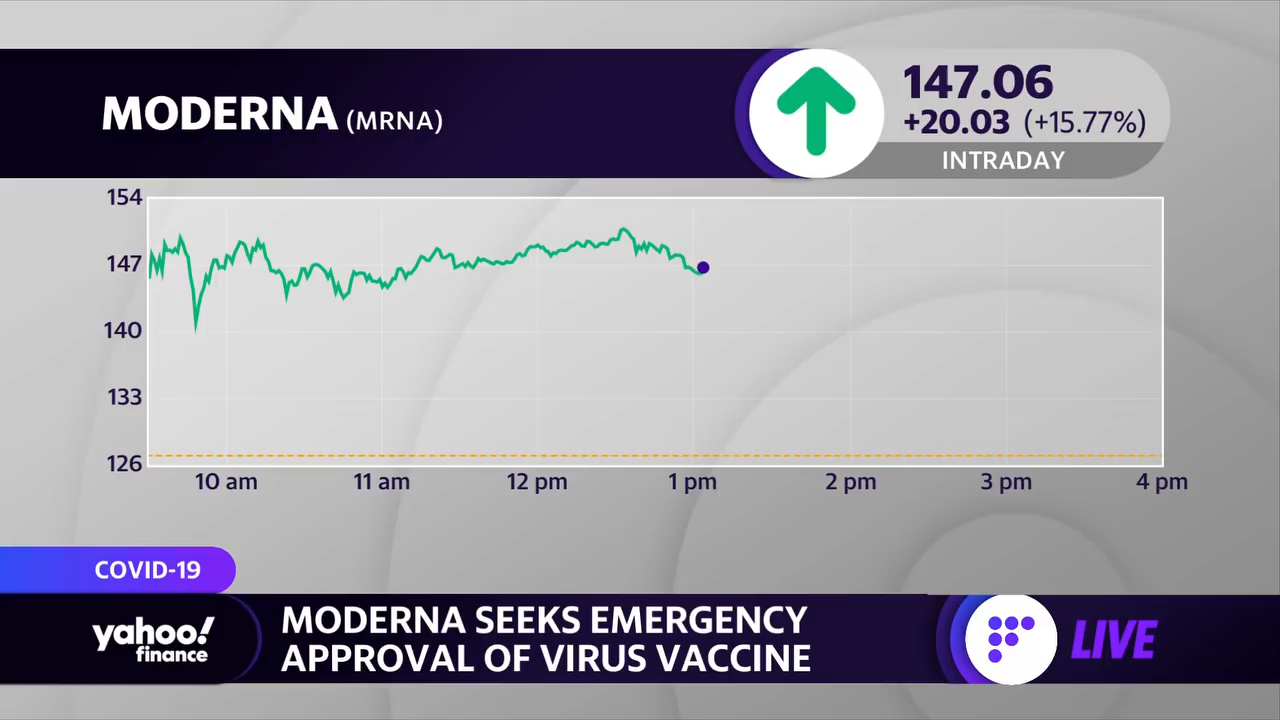 MODERNA (MRNA)
147.06
+20.03 (+15.77%)
INTRADAY
154
147
140
133
126
10 am 11 am 12 pm 1 pm 2 pm 3 pm 4 pm
COVID-19
yahoo!
finance
MODERNA SEEKS EMERGENCY
APPROVAL OF VIRUS VACCINE
LIVE